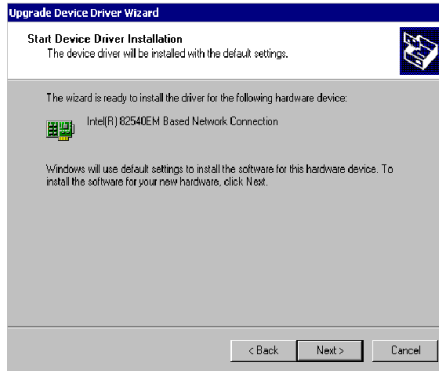 Upgrade Device Driver Wizard
Start Device Driver Installation
The device driver will be installed with the default settings.
The wizard is ready to install the driver for the following hardware device:
Intel(R) 82540EM Based Network Connection
Windows will use default settings to install the software for this hardware device. To
install the software for your new hardware, click Next.
< Back
Next >
Cancel